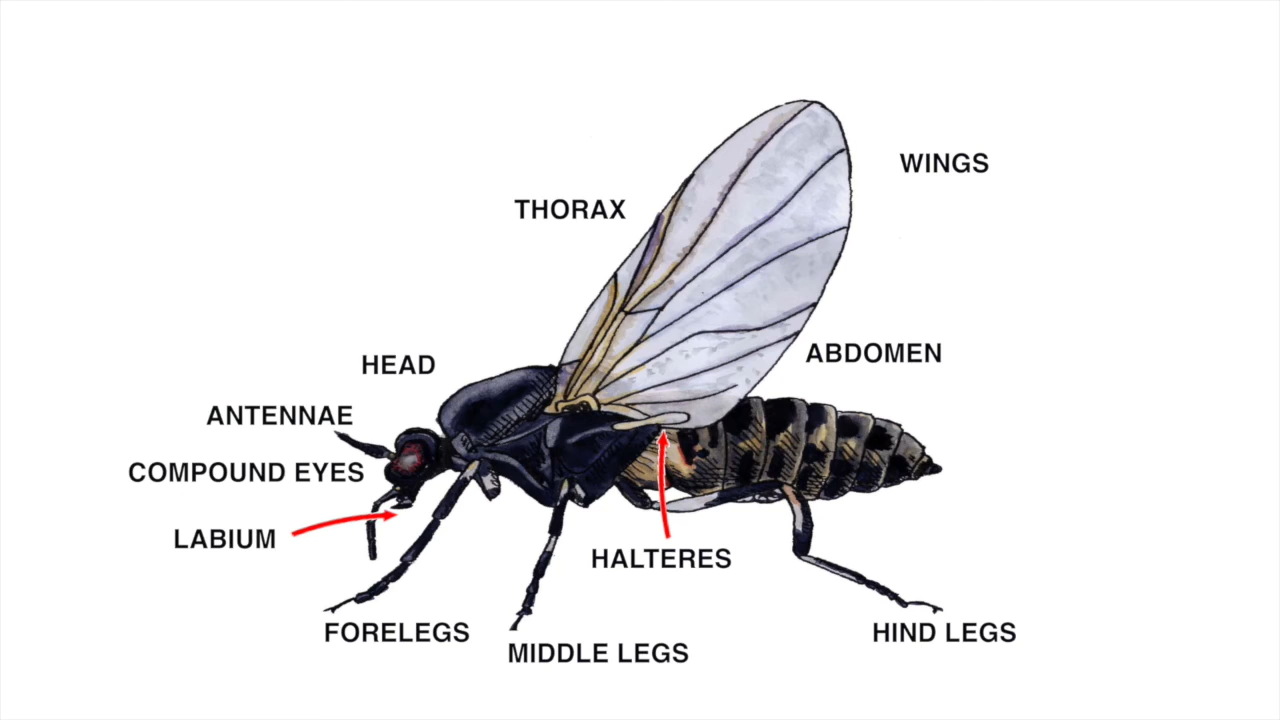 WINGS
THORAX
ABDOMEN
HEAD
ANTENNAE
COMPOUND EYES
LABIUM
HALTERES
FORELEGS
HIND LEGS
MIDDLE LEGS